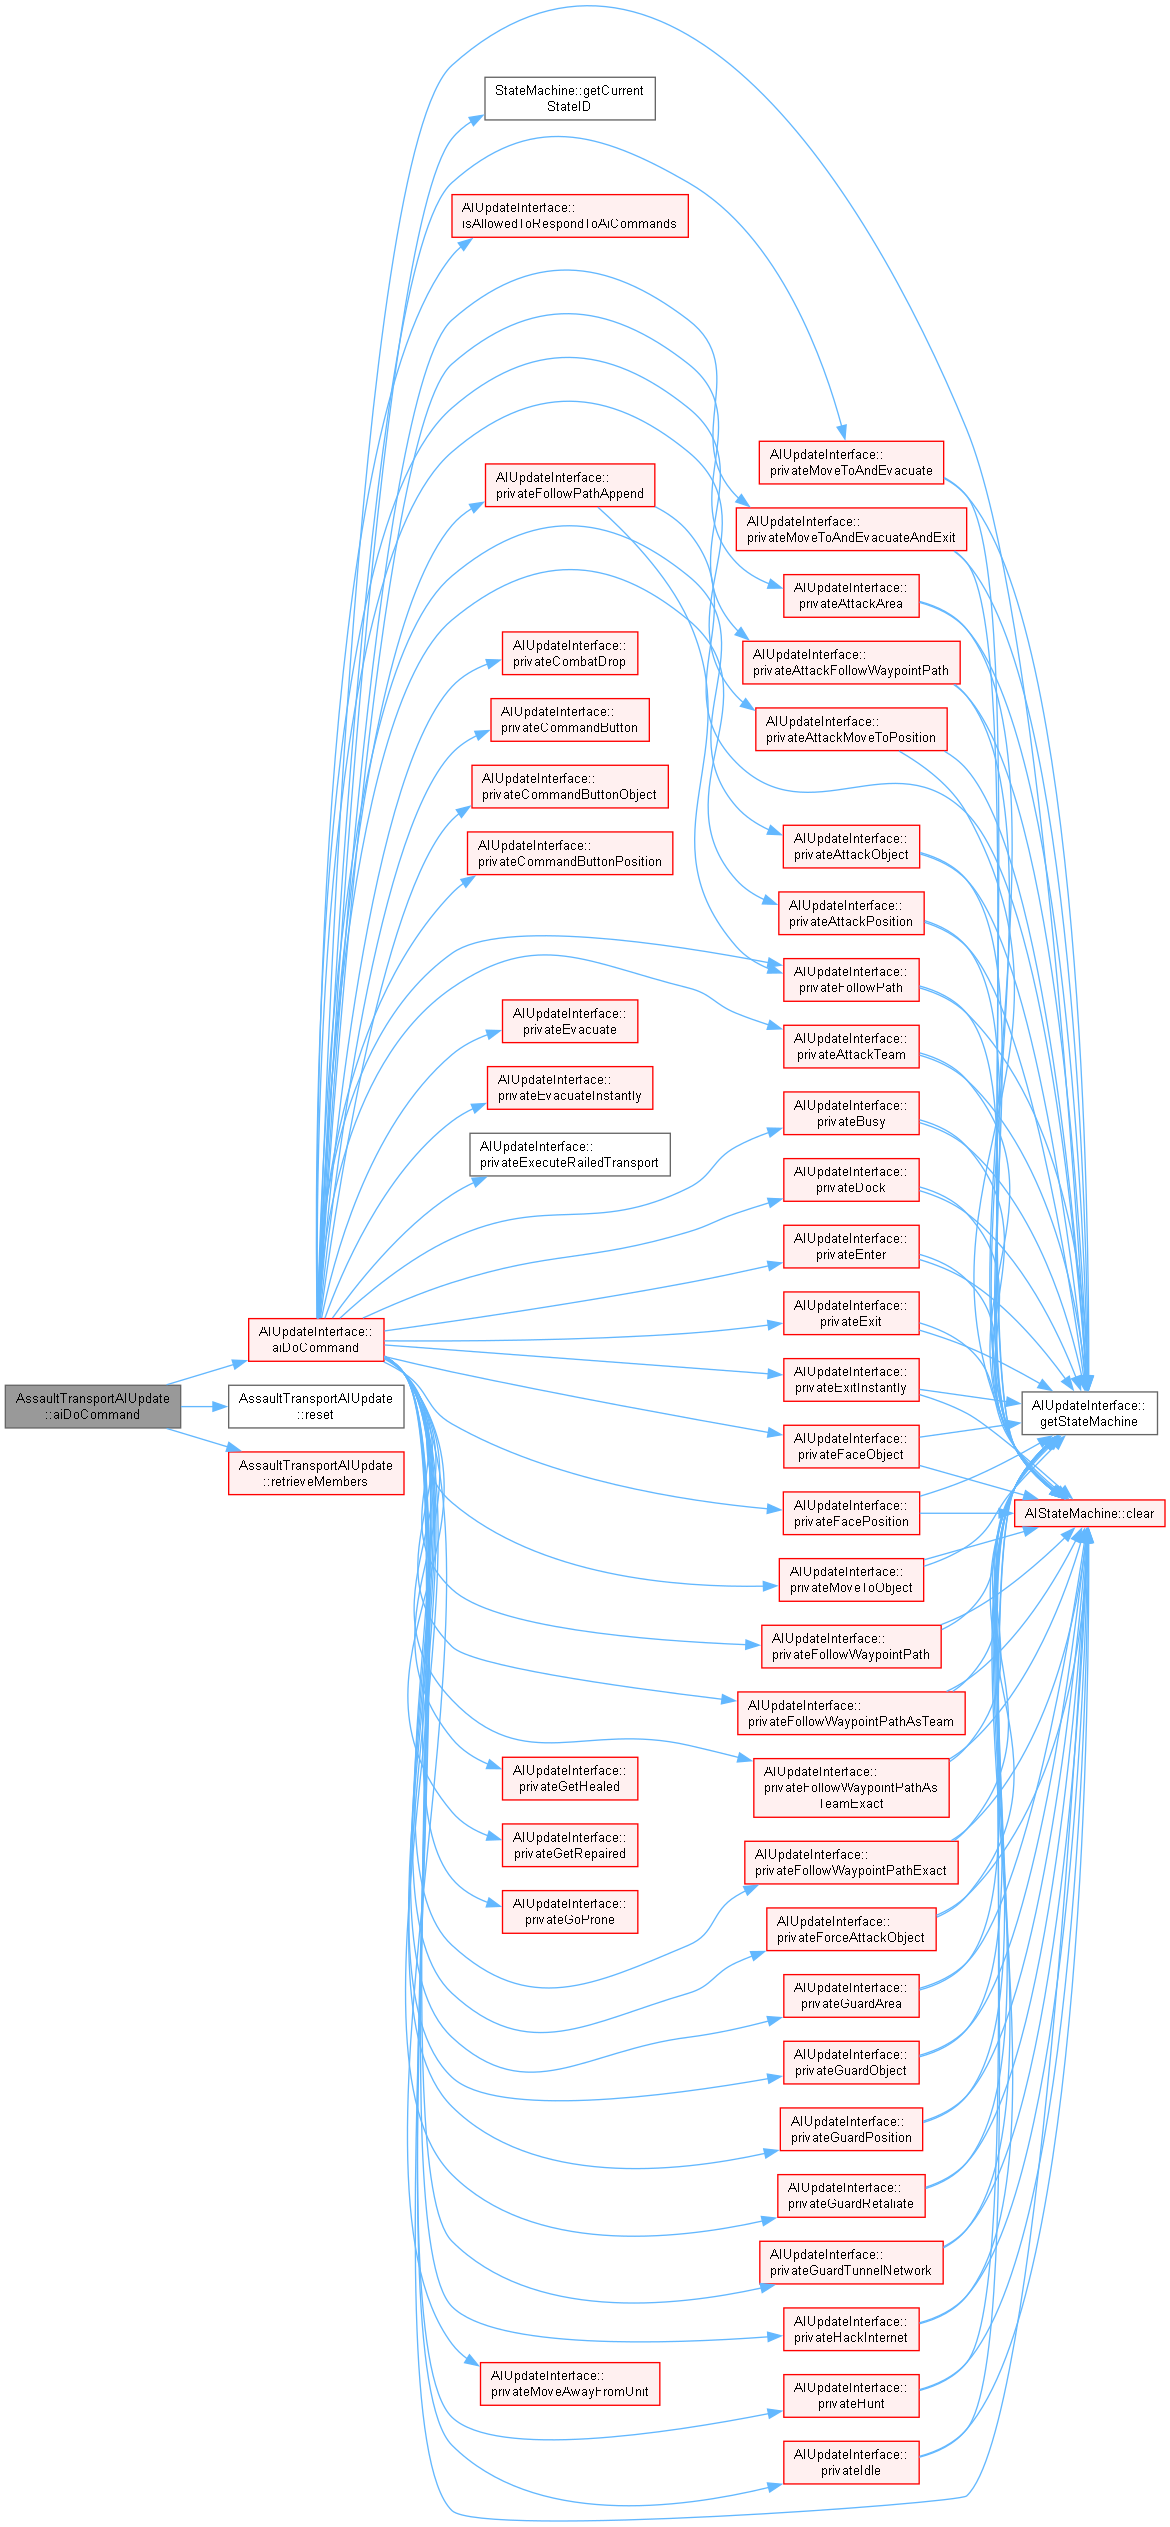 StateMachine::getCurrent
StateID
AIUpdateInterface::
isAllowedToRespondToAiCommands
AIUpdateInterface::
privateMoveToAndEvacuate
AIUpdateInterface::
privateFollowPathAppend
AIUpdateInterface::
privateMoveToAndEvacuateAndExit
AIUpdateInterface::
privateAttackArea
AIUpdateInterface::
privateCombatDrop
AIUpdateInterface::
privateAttackFollowWaypointPath
AIUpdateInterface::
privateCommandButton
AIUpdateInterface::
privateAttackMoveToPosition
AIUpdateInterface::
privateCommandButtonObject
AIUpdateInterface::
privateCommandButtonPosition
AIUpdateInterface::
privateAttackObject
AIUpdateInterface::
privateAttackPosition
AIUpdateInterface::
privateFollowPath
AIUpdateInterface::
privateEvacuate
AIUpdateInterface::
privateAttackTeam
AIUpdateInterface::
privateEvacuateInstantly
AIUpdateInterface::
privateBusy
AIUpdateInterface::
privateExecuteRailedTransport
AIUpdateInterface::
privateDock
AIUpdateInterface::
privateEnter
AIUpdateInterface::
privateExit
AIUpdateInterface::
aiDoCommand
AIUpdateInterface::
privateExitInstantly
AssaultTransportAIUpdate
::aiDoCommand
AssaultTransportAIUpdate
::reset
AIUpdateInterface::
getStateMachine
AIUpdateInterface::
privateFaceObject
AssaultTransportAIUpdate
::retrieveMembers
AIUpdateInterface::
privateFacePosition
AIStateMachine::clear
AIUpdateInterface::
privateMoveToObject
AIUpdateInterface::
privateFollowWaypointPath
AIUpdateInterface::
privateFollowWaypointPathAsTeam
AIUpdateInterface::
privateGetHealed
AIUpdateInterface::
privateFollowWaypointPathAs
TeamExact
AIUpdateInterface::
privateGetRepaired
AIUpdateInterface::
privateFollowWaypointPathExact
AIUpdateInterface::
privateGoProne
AIUpdateInterface::
privateForceAttackObject
AIUpdateInterface::
privateGuardArea
AIUpdateInterface::
privateGuardObject
AIUpdateInterface::
privateGuardPosition
AIUpdateInterface::
privateGuardRetaliate
AIUpdateInterface::
privateGuardTunnelNetwork
AIUpdateInterface::
privateHackInternet
AIUpdateInterface::
privateMoveAwayFromUnit
AIUpdateInterface::
privateHunt
AIUpdateInterface::
privateIdle